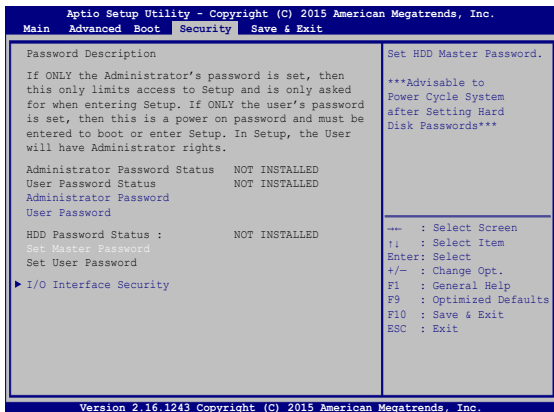 Aptio Setup Utility - Copyright (C) 2015 American Megatrends, Inc.
Main Advanced Boot Security Save & Exit
Password Description
If ONLY the Administrator's password is set, then
this only limits access to Setup and is only asked
for when entering Setup. If ONLY the user's password
is set, then this is a power on password and must be
entered to boot or enter Setup. In Setup, the User
will have Administrator rights.
Administrator Password Status NOT INSTALLED
User Password Status NOT INSTALLED
Administrator Password
User Password
HDD Password Status : NOT INSTALLED
Set Master Password
Set User Password
I/O Interface Security
Set HDD Master Password.
***Advisable to
Power Cycle System
after Setting Hard
Disk Passwords***
→← : Select Screen
↑↓ : Select Item
Enter: Select
+/— : Change Opt.
F1 : General Help
F9 : Optimized Defaults
F10 : Save & Exit
ESC : Exit
Version 2.16.1243 Copyright (C) 2015 American Megatrends, Inc.